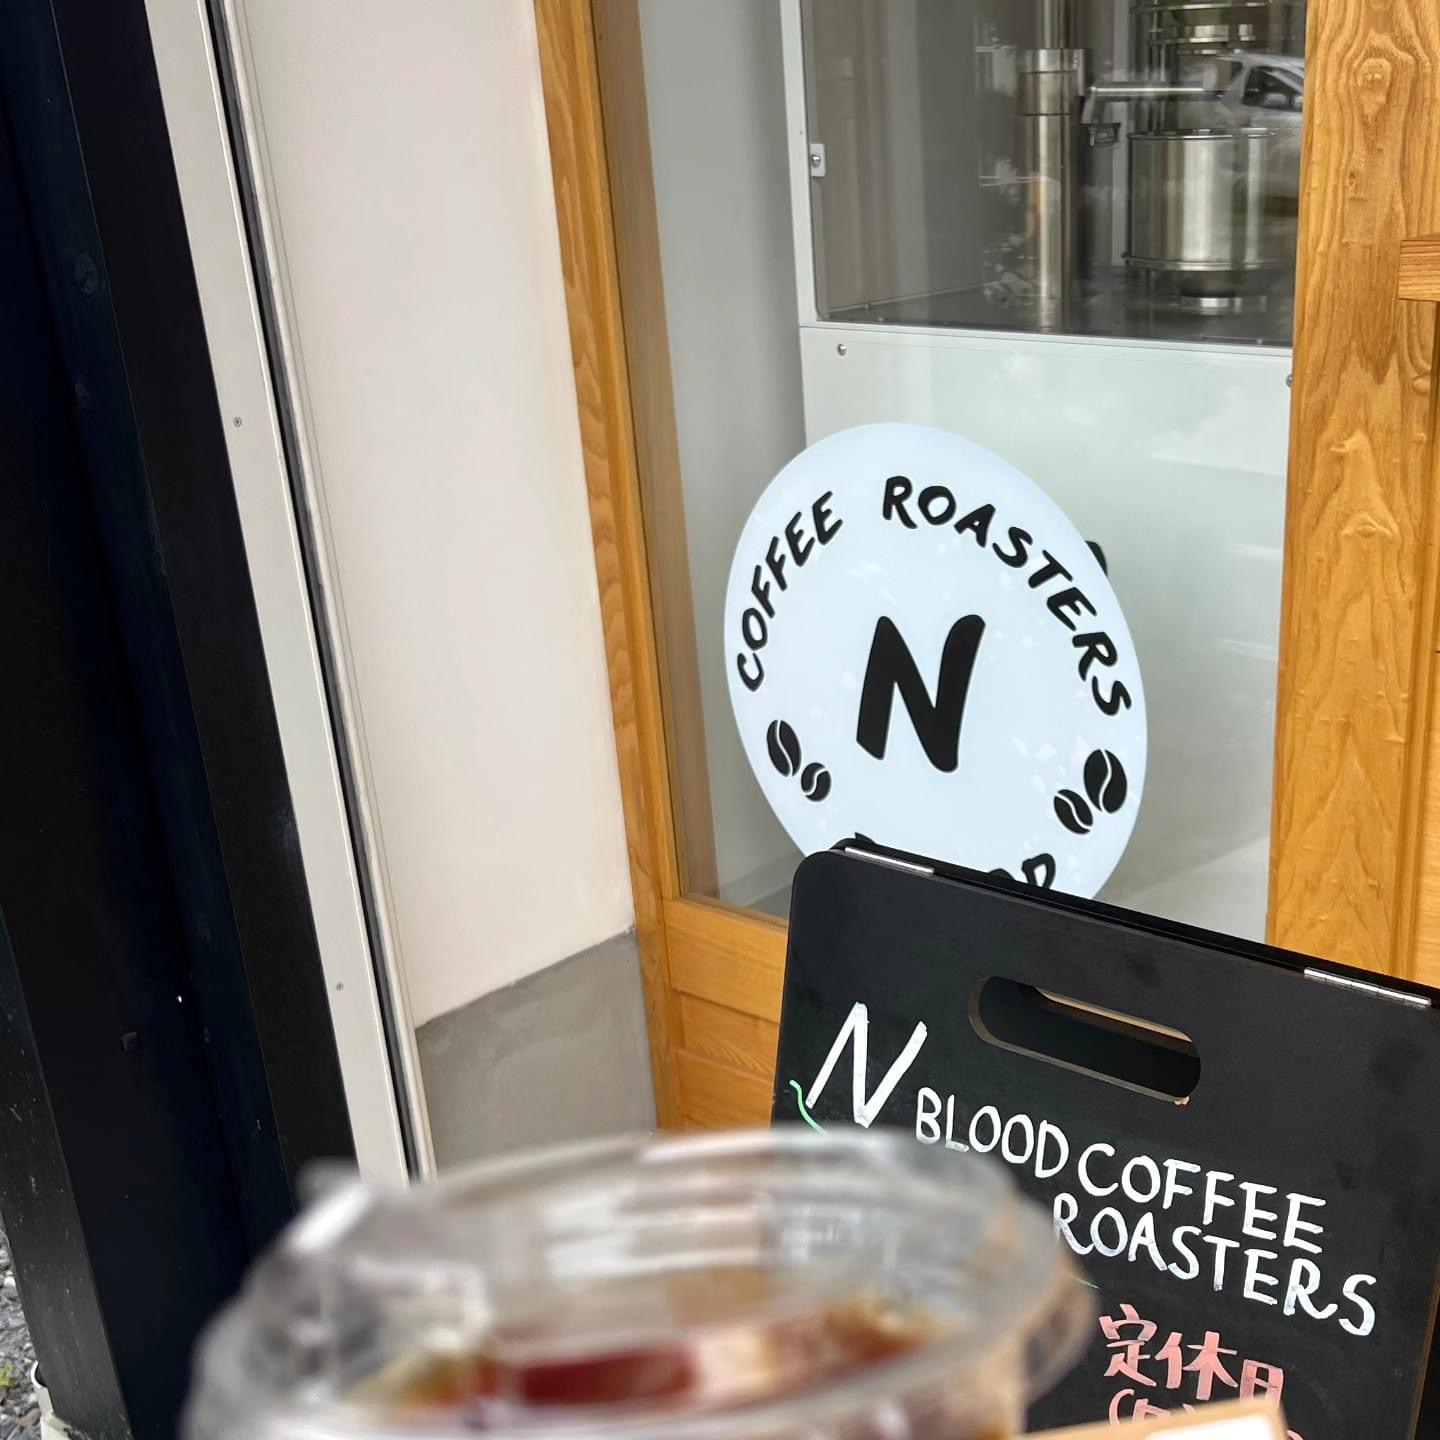 COFFEE ROASTERS
N
N BLOOD COFFEE
ROASTERS
定休日